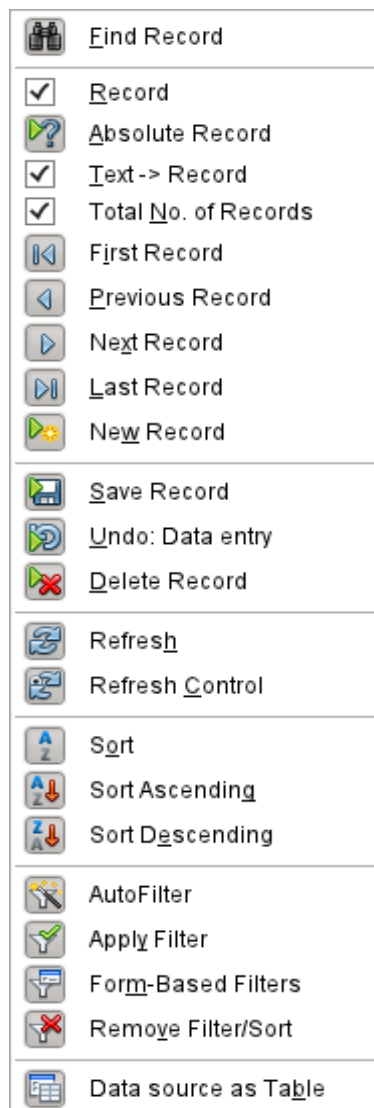 Find Record
Record
Absolute Record
Text -> Record
Total No. of Records
First Record
Previous Record
Next Record
Last Record
New Record
Save Record
Undo: Data entry
Delete Record
Refresh
Refresh Control
Sort
Sort Ascending
Sort Descending
AutoFilter
Apply Filter
Form-Based Filters
Remove Filter/Sort
Data source as Table